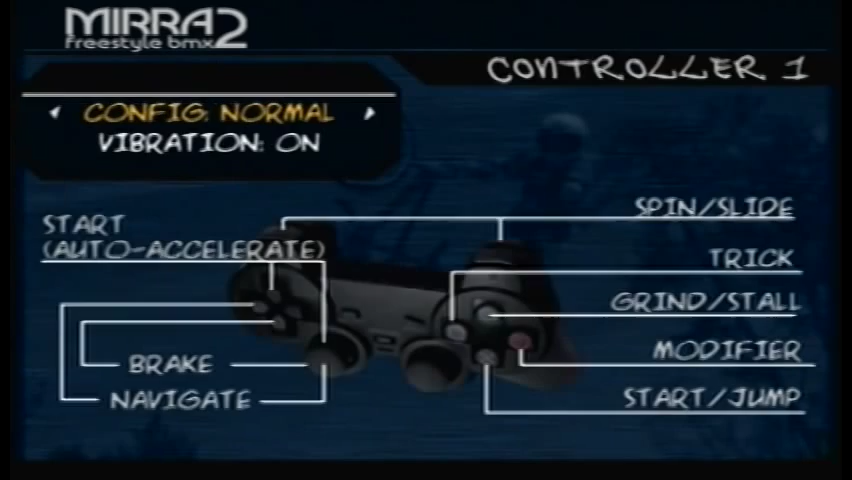 MIRRA 2
freestyle bmx
CONTROLLER 1
CONFIG: NORMAL
VIBRATION: ON
START
(AUTO-ACCELERATE)
SPIN/SLIDE
TRICK
GRIND/STALL
MODIFIER
START/JUMP
BRAKE
NAVIGATE